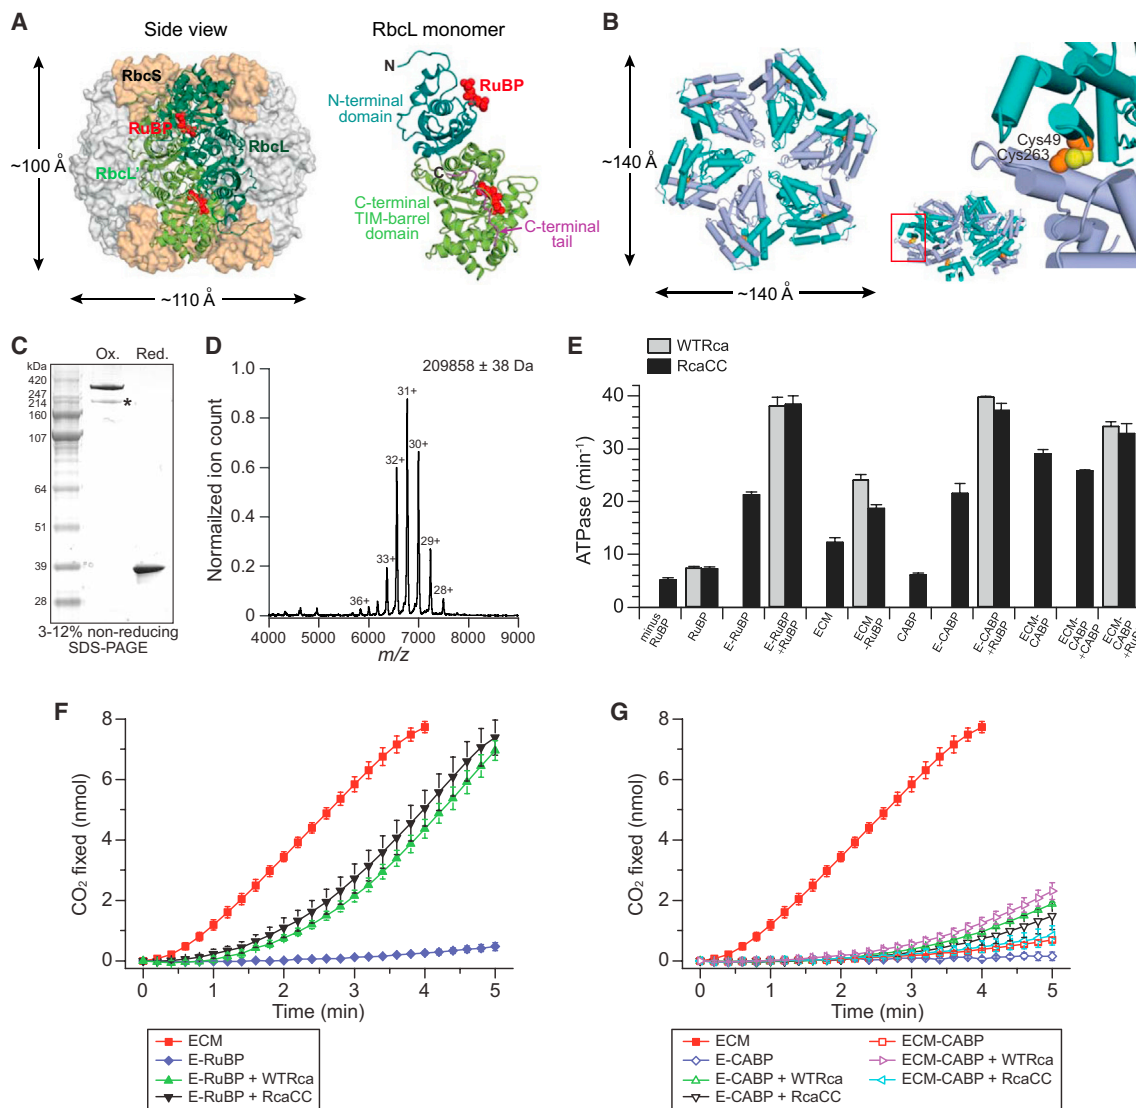 A
Side view
RbcL monomer
RbcS
RuBP
RbcL
RbcL
~100 Å
~110 Å
N
RuBP
N-terminal
domain
C
C-terminal
TIM-barrel
domain
C-terminal
tail
B
~140 Å
~140 Å
Cys49
Cys263
C
Ox. Red.
kDa
420
247
214
160
107
64
51
39
28
*
3-12% non-reducing
SDS-PAGE
D
209858 ± 38 Da
Normailzed ion count
1.0
0.8
0.6
0.4
0.2
0
36+
33+
32+
31+
30+
29+
28+
4000 5000 6000 7000 8000 9000
m/z
E
WTRca
RcaCC
ATPase (min⁻¹)
40
30
20
10
0
minus
RuBP
RuBP
E-RuBP
E-RuBP
+RuBP
ECM
ECM
-RuBP
CABP
E-CABP
E-CABP
+RuBP
ECM-
CABP
ECM-
CABP
+CABP
ECM-
CABP
+RuBP
F
CO₂ fixed (nmol)
8
6
4
2
0
0 1 2 3 4 5
Time (min)
ECM
E-RuBP
E-RuBP + WTRca
E-RuBP + RcaCC
G
CO₂ fixed (nmol)
8
6
4
2
0
0 1 2 3 4 5
Time (min)
ECM
E-CABP
E-CABP + WTRca
E-CABP + RcaCC
ECM-CABP
ECM-CABP + WTRca
ECM-CABP + RcaCC